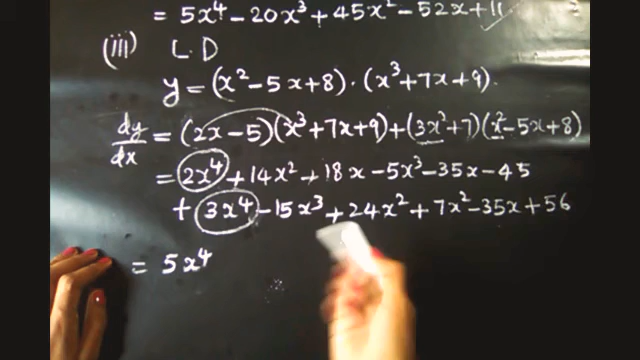 = 5x⁴ - 20x³ + 45x² - 52x + 11
(iii) L D
y = (x² - 5x + 8) · (x³ + 7x + 9).
dy/dx = (2x - 5)(x³ + 7x + 9) + (3x² + 7)(x² - 5x + 8)
= 2x⁴ + 14x² + 18x - 5x³ - 35x - 45
+ 3x⁴ - 15x³ + 24x² + 7x² - 35x + 56
= 5x⁴